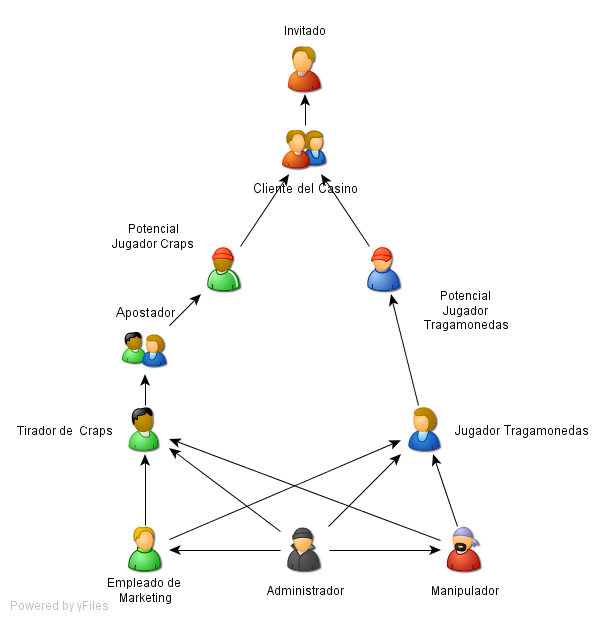 Invitado
Cliente del Casino
Potencial
Jugador Craps
Potencial
Jugador
Tragamonedas
Apostador
Tirador de Craps
Jugador Tragamonedas
Empleado de
Marketing
Administrador
Manipulador
Powered by yFiles